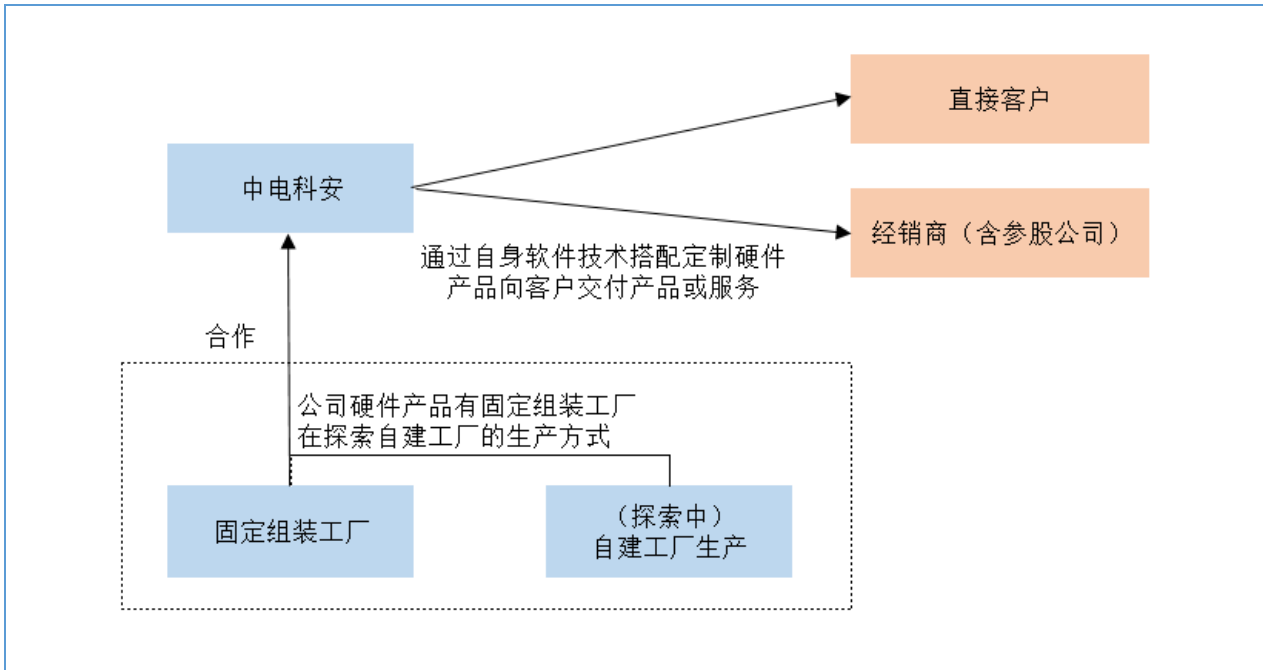 直接客户
中电科安
经销商（含参股公司）
通过自身软件技术搭配定制硬件
产品向客户交付产品或服务
合作
公司硬件产品有固定组装工厂
在探索自建工厂的生产方式
固定组装工厂
（探索中）
自建工厂生产